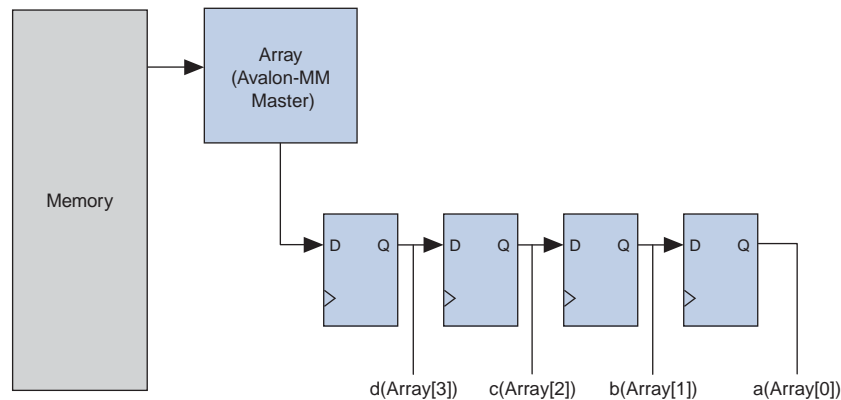 Array
(Avalon-MM
Master)
Memory
D Q D Q D Q D Q
d(Array[3]) c(Array[2]) b(Array[1]) a(Array[0])